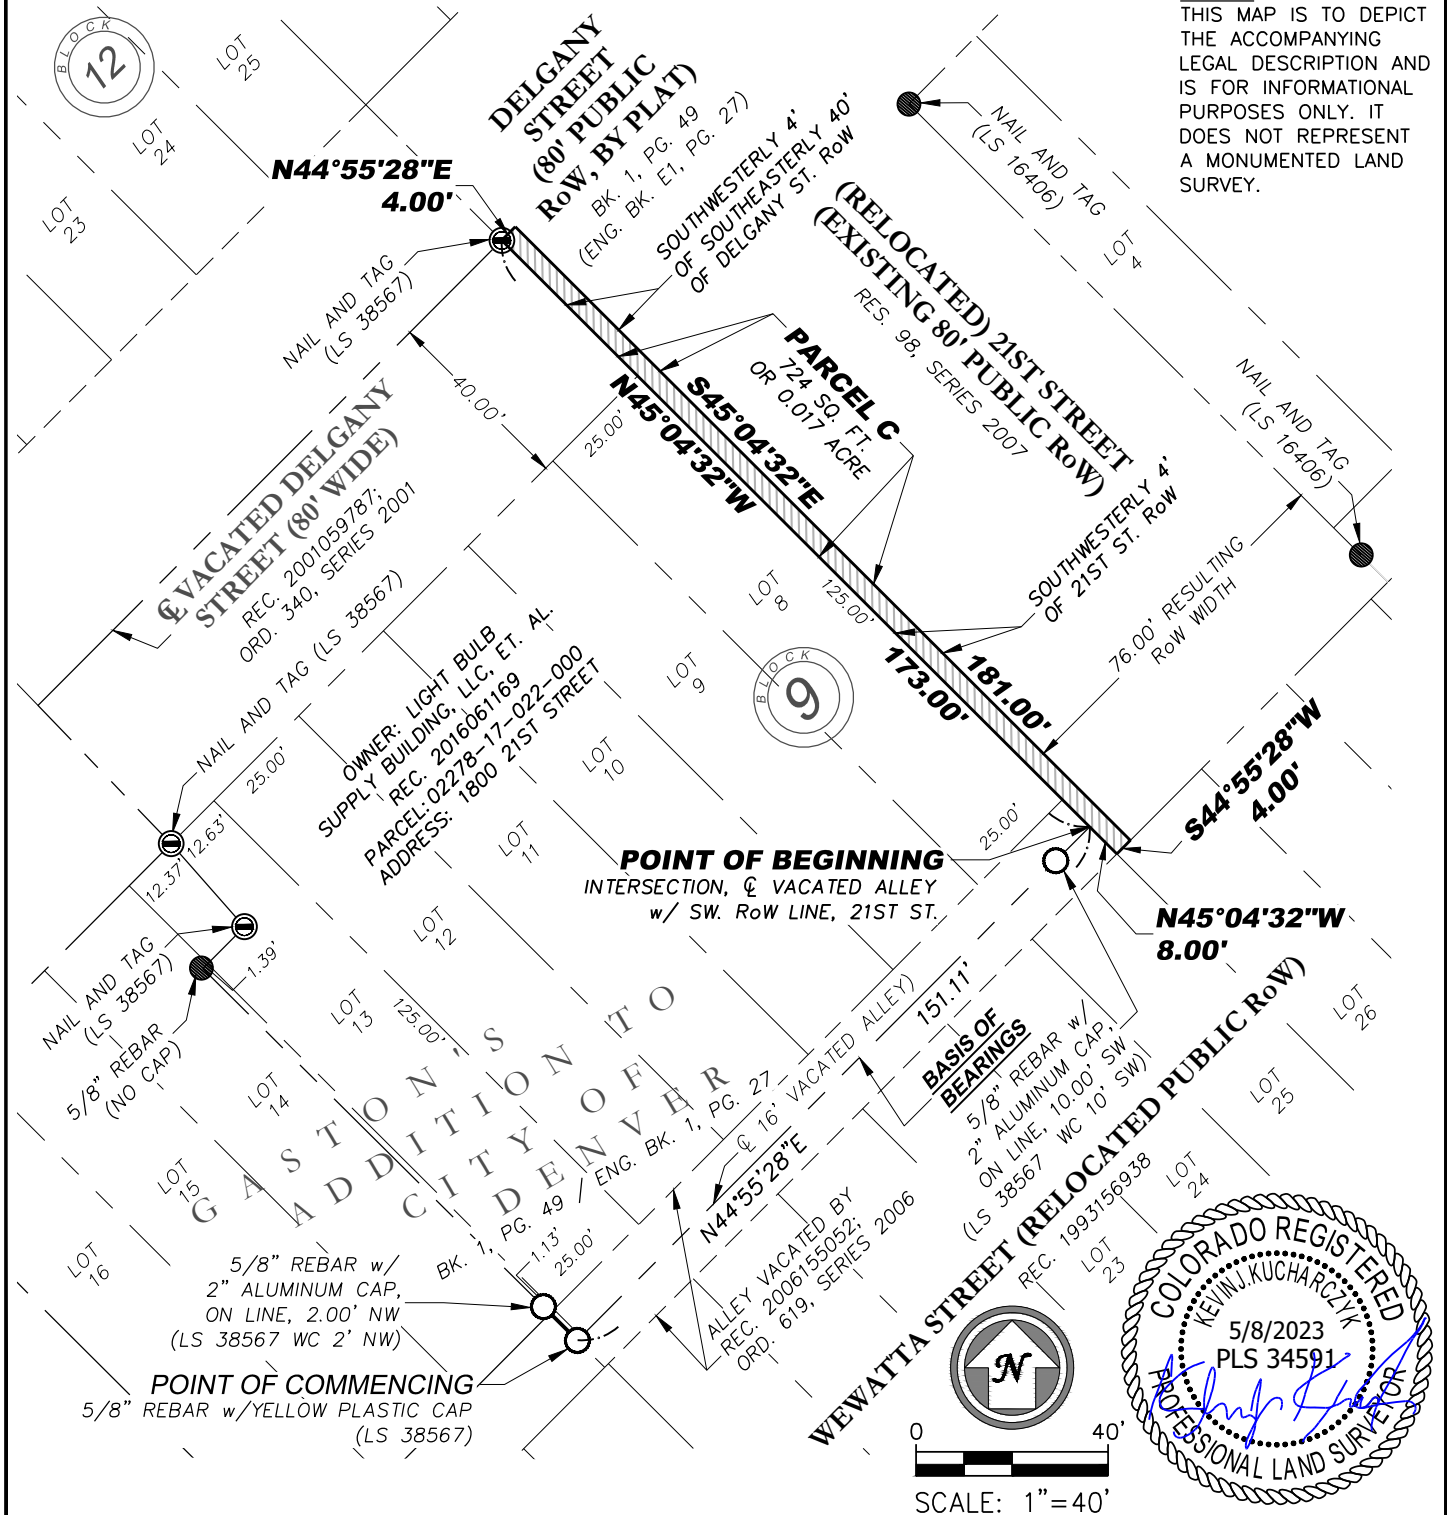 THIS MAP IS TO DEPICT
THE ACCOMPANYING
LEGAL DESCRIPTION AND
IS FOR INFORMATIONAL
PURPOSES ONLY. IT
DOES NOT REPRESENT
A MONUMENTED LAND
SURVEY.
BLOCK
12
LOT
25
LOT
24
LOT
23
DELGANY
STREET
(80' PUBLIC
RoW, BY PLAT)
BK. 1, PG. 49
(ENG. BK. E1, PG. 27)
N44°55'28"E
4.00'
SOUTHWESTERLY 4'
OF SOUTHEASTERLY 40'
OF DELGANY ST. RoW
NAIL AND TAG
(LS 16406)
LOT
4
(RELOCATED) 21ST STREET
(EXISTING 80' PUBLIC RoW)
RES. 98, SERIES 2007
NAIL AND TAG
(LS 38567)
NAIL AND TAG
(LS 16406)
PARCEL C
724 SQ. FT.
OR 0.017 ACRE
40.00'
25.00'
S45°04'32"E
N45°04'32"W
℄ VACATED DELGANY
STREET (80' WIDE)
REC. 2001059787;
ORD. 340, SERIES 2001
SOUTHWESTERLY 4'
OF 21ST ST. RoW
76.00' RESULTING
RoW WIDTH
LOT
8
125.00'
NAIL AND TAG (LS 38567)
OWNER: LIGHT BULB
SUPPLY BUILDING, LLC, ET. AL.
REC. 2016061169
PARCEL: 02278-17-022-000
ADDRESS: 1800 21ST STREET
LOT
9
BLOCK
9
173.00'
181.00'
S44°55'28"W
4.00'
25.00'
12.63'
12.37'
LOT
10
LOT
11
25.00'
POINT OF BEGINNING
INTERSECTION, ℄ VACATED ALLEY
w/ SW. RoW LINE, 21ST ST.
N45°04'32"W
8.00'
LOT
12
NAIL AND TAG
(LS 38567)
1.39'
5/8" REBAR
(NO CAP)
LOT
13
125.00'
LOT
14
LOT
15
LOT
16
GASTON'S
ADDITION TO
CITY OF
DENVER
BK. 1, PG. 49 / ENG. BK. 1, PG. 27
℄ 16' VACATED ALLEY)
151.11'
N44°55'28"E
BASIS OF
BEARINGS
5/8" REBAR w/
2" ALUMINUM CAP,
ON LINE, 10.00' SW
(LS 38567 WC 10' SW)
LOT
26
LOT
25
LOT
24
LOT
23
WEWATTA STREET (RELOCATED PUBLIC RoW)
REC. 1993156938
ALLEY VACATED BY
REC. 2006155052;
ORD. 619, SERIES 2006
1.13'
25.00'
5/8" REBAR w/
2" ALUMINUM CAP,
ON LINE, 2.00' NW
(LS 38567 WC 2' NW)
POINT OF COMMENCING
5/8" REBAR w/YELLOW PLASTIC CAP
(LS 38567)
N
0 40'
SCALE: 1"=40'
COLORADO REGISTERED
KEVIN J. KUCHARCZYK
5/8/2023
PLS 34591
PROFESSIONAL LAND SURVEYOR